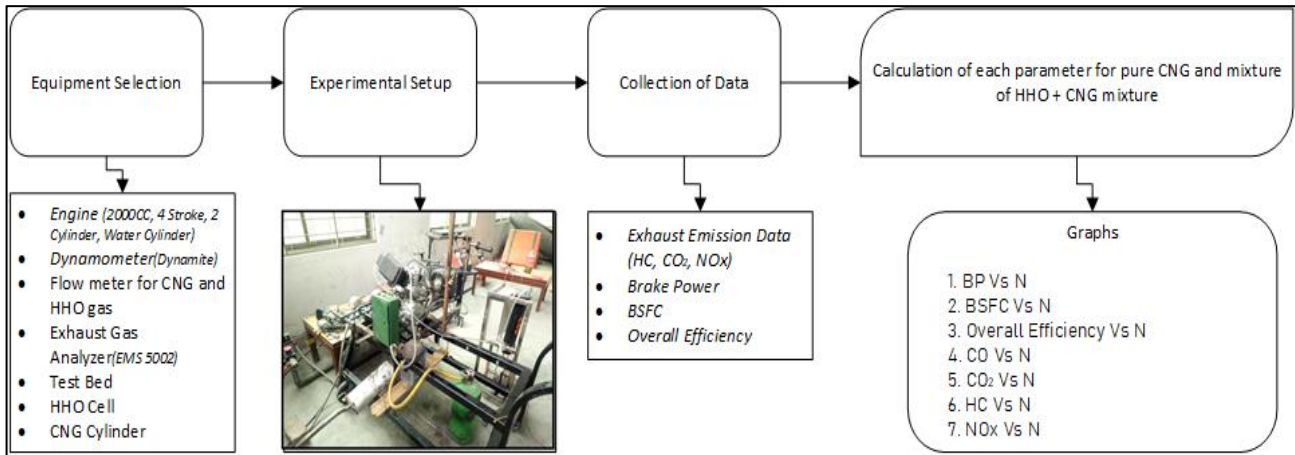 Equipment Selection
Experimental Setup
Collection of Data
Calculation of each parameter for pure CNG and mixture
of HHO + CNG mixture
• Engine (2000CC, 4 Stroke, 2
Cylinder, Water Cylinder)
• Dynamometer(Dynamite)
• Flow meter for CNG and
HHO gas
• Exhaust Gas
Analyzer(EMS 5002)
• Test Bed
• HHO Cell
• CNG Cylinder
• Exhaust Emission Data
(HC, CO₂, NOx)
• Brake Power
• BSFC
• Overall Efficiency
Graphs
1. BP Vs N
2. BSFC Vs N
3. Overall Efficiency Vs N
4. CO Vs N
5. CO₂ Vs N
6. HC Vs N
7. NOx Vs N